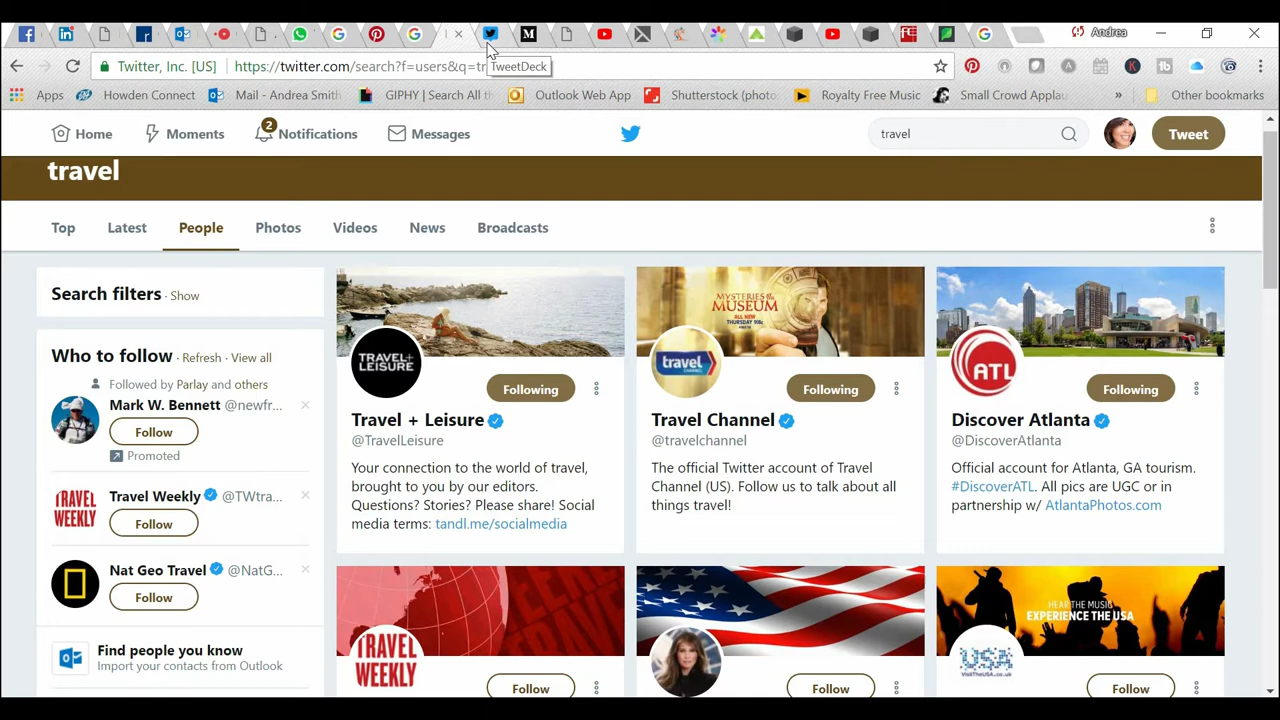 Andrea
Twitter, Inc. [US]
https://twitter.com/search?f=users&q=tr
TweetDeck
Apps
Howden Connect
Mail - Andrea Smith
GIPHY | Search All th
Outlook Web App
Shutterstock (photo
Royalty Free Music
Small Crowd Applau
»
Other bookmarks
Home
Moments
2
Notifications
Messages
travel
Tweet
travel
Top
Latest
People
Photos
Videos
News
Broadcasts
Search filters · Show
Who to follow · Refresh · View all
Followed by Parlay and others
Mark W. Bennett @newfr...
Follow
Promoted
TRAVEL WEEKLY
Travel Weekly @TWtra...
Follow
Nat Geo Travel @NatG...
Follow
Find people you know
Import your contacts from Outlook
TRAVEL+
LEISURE
Following
Travel + Leisure
@TravelLeisure
Your connection to the world of travel,
brought to you by our editors.
Questions? Stories? Please share! Social
media terms: tandl.me/socialmedia
MYSTERIES at the
MUSEUM
ALL NEW
THURSDAY 9|8c
travel
Following
Travel Channel
@travelchannel
The official Twitter account of Travel
Channel (US). Follow us to talk about all
things travel!
ATL
Following
Discover Atlanta
@DiscoverAtlanta
Official account for Atlanta, GA tourism.
#DiscoverATL. All pics are UGC or in
partnership w/ AtlantaPhotos.com
TRAVEL
WEEKLY
Follow
Follow
HEAR THE MUSIC
EXPERIENCE THE USA
USA
VisitTheUSA.co.uk
Follow